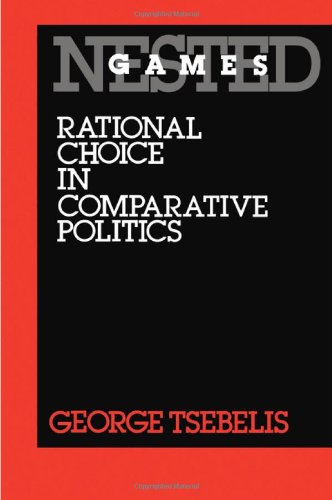 NESTED
GAMES
RATIONAL
CHOICE
IN
COMPARATIVE
POLITICS
GEORGE TSEBELIS